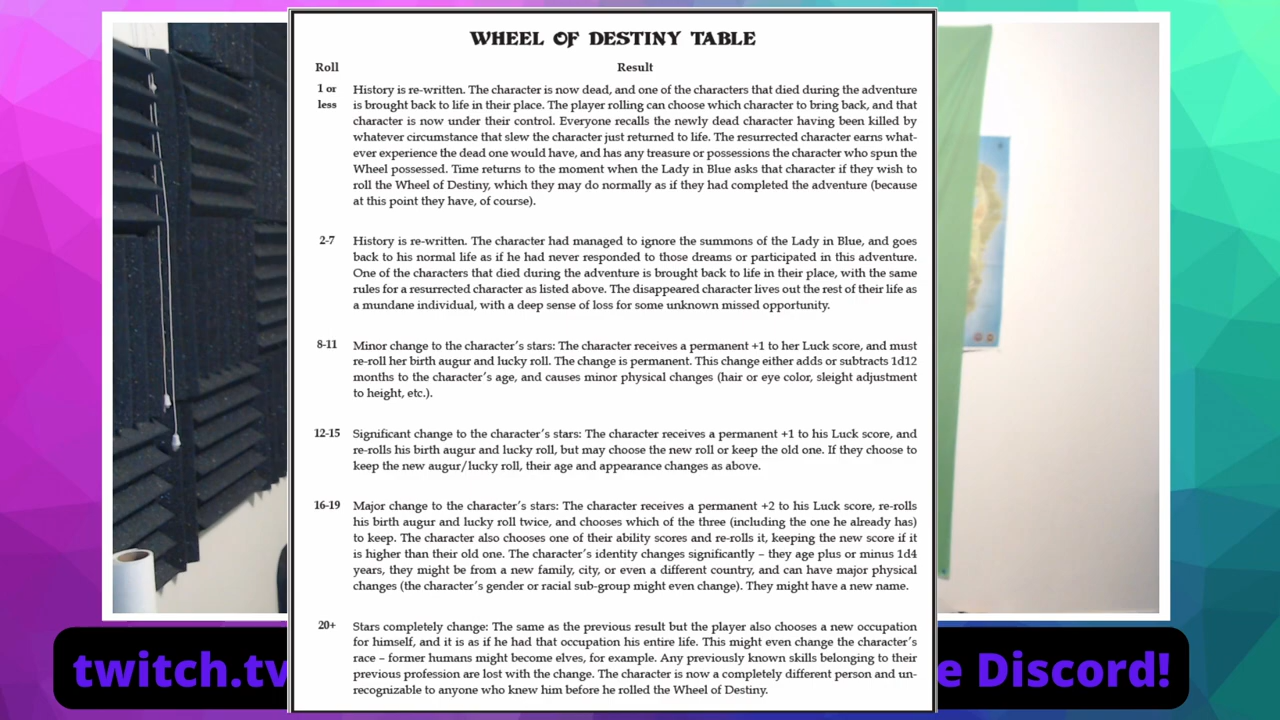 WHEEL OF DESTINY TABLE
Roll Result
1 or less History is re-written. The character is now dead, and one of the characters that died during the adventure
is brought back to life in their place. The player rolling can choose which character to bring back, and that
character is now under their control. Everyone recalls the newly dead character having been killed by
whatever circumstance that slew the character just returned to life. The resurrected character earns what-
ever experience the dead one would have, and has any treasure or possessions the character who spun the
Wheel possessed. Time returns to the moment when the Lady in Blue asks that character if they wish to
roll the Wheel of Destiny, which they may do normally as if they had completed the adventure (because
at this point they have, of course).
2-7 History is re-written. The character had managed to ignore the summons of the Lady in Blue, and goes
back to his normal life as if he had never responded to those dreams or participated in this adventure.
One of the characters that died during the adventure is brought back to life in their place, with the same
rules for a resurrected character as listed above. The disappeared character lives out the rest of their life as
a mundane individual, with a deep sense of loss for some unknown missed opportunity.
8-11 Minor change to the character's stars: The character receives a permanent +1 to her Luck score, and must
re-roll her birth augur and lucky roll. The change is permanent. This change either adds or subtracts 1d12
months to the character's age, and causes minor physical changes (hair or eye color, sleight adjustment
to height, etc.).
12-15 Significant change to the character's stars: The character receives a permanent +1 to his Luck score, and
re-rolls his birth augur and lucky roll, but may choose the new roll or keep the old one. If they choose to
keep the new augur/lucky roll, their age and appearance changes as above.
16-19 Major change to the character's stars: The character receives a permanent +2 to his Luck score, re-rolls
his birth augur and lucky roll twice, and chooses which of the three (including the one he already has)
to keep. The character also chooses one of their ability scores and re-rolls it, keeping the new score if it
is higher than their old one. The character's identity changes significantly – they age plus or minus 1d4
years, they might be from a new family, city, or even a different country, and can have major physical
changes (the character's gender or racial sub-group might even change). They might have a new name.
20+ Stars completely change: The same as the previous result but the player also chooses a new occupation
for himself, and it is as if he had that occupation his entire life. This might even change the character's
race – former humans might become elves, for example. Any previously known skills belonging to their
previous profession are lost with the change. The character is now a completely different person and un-
recognizable to anyone who knew him before he rolled the Wheel of Destiny.
twitch.tv
e Discord!